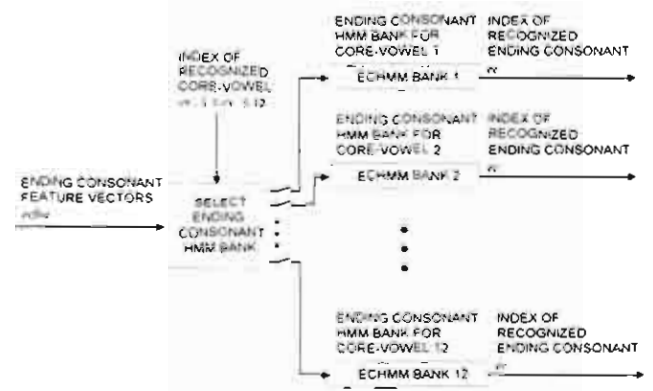 ENDING CONSONANT
HMM BANK FOR
CORE-VOWEL 1
INDEX OF
RECOGNIZED
ENDING CONSONANT
ECHMM BANK 1
INDEX OF
RECOGNIZED
CORE-VOWEL
ENDING CONSONANT
HMM BANK FOR
CORE-VOWEL 2
INDEX OF
RECOGNIZED
ENDING CONSONANT
ECHMM BANK 2
ENDING CONSONANT
FEATURE VECTORS
SELECT
ENDING
CONSONANT
HMM BANK
ENDING CONSONANT
HMM BANK FOR
CORE-VOWEL 12
INDEX OF
RECOGNIZED
ENDING CONSONANT
ECHMM BANK 12